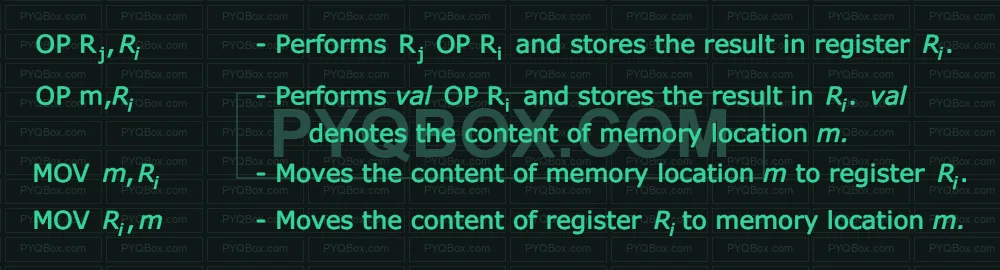 OP Rj, Ri - Performs Rj OP Ri and stores the result in register Ri.
OP m,Ri - Performs val OP Ri and stores the result in Ri. val
denotes the content of memory location m.
MOV m, Ri - Moves the content of memory location m to register Ri.
MOV Ri, m - Moves the content of register Ri to memory location m.
PYQBOX.COM